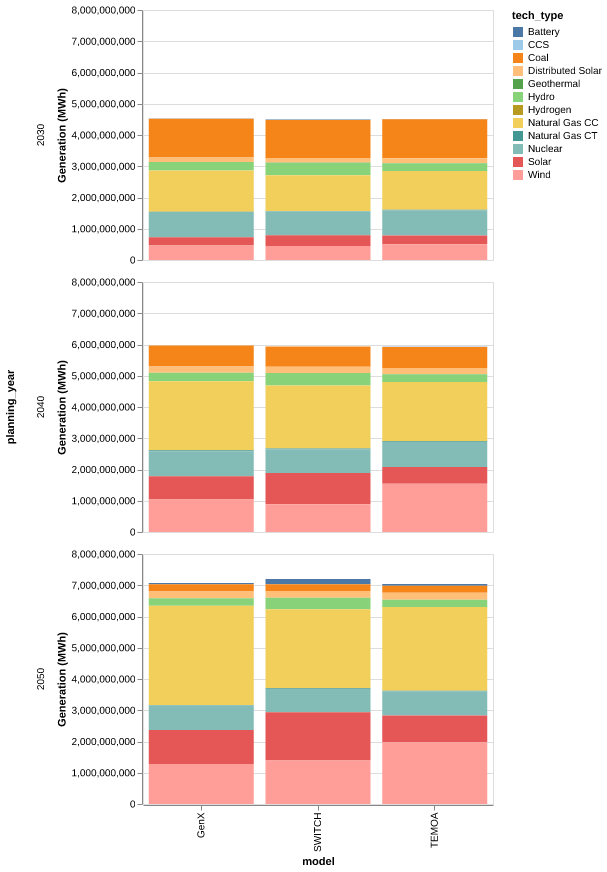 tech_type
Battery
CCS
Coal
Distributed Solar
Geothermal
Hydro
Hydrogen
Natural Gas CC
Natural Gas CT
Nuclear
Solar
Wind
planning_year
2030
Generation (MWh)
8,000,000,000
7,000,000,000
6,000,000,000
5,000,000,000
4,000,000,000
3,000,000,000
2,000,000,000
1,000,000,000
0
2040
Generation (MWh)
8,000,000,000
7,000,000,000
6,000,000,000
5,000,000,000
4,000,000,000
3,000,000,000
2,000,000,000
1,000,000,000
0
2050
Generation (MWh)
8,000,000,000
7,000,000,000
6,000,000,000
5,000,000,000
4,000,000,000
3,000,000,000
2,000,000,000
1,000,000,000
0
GenX
SWITCH
TEMOA
model